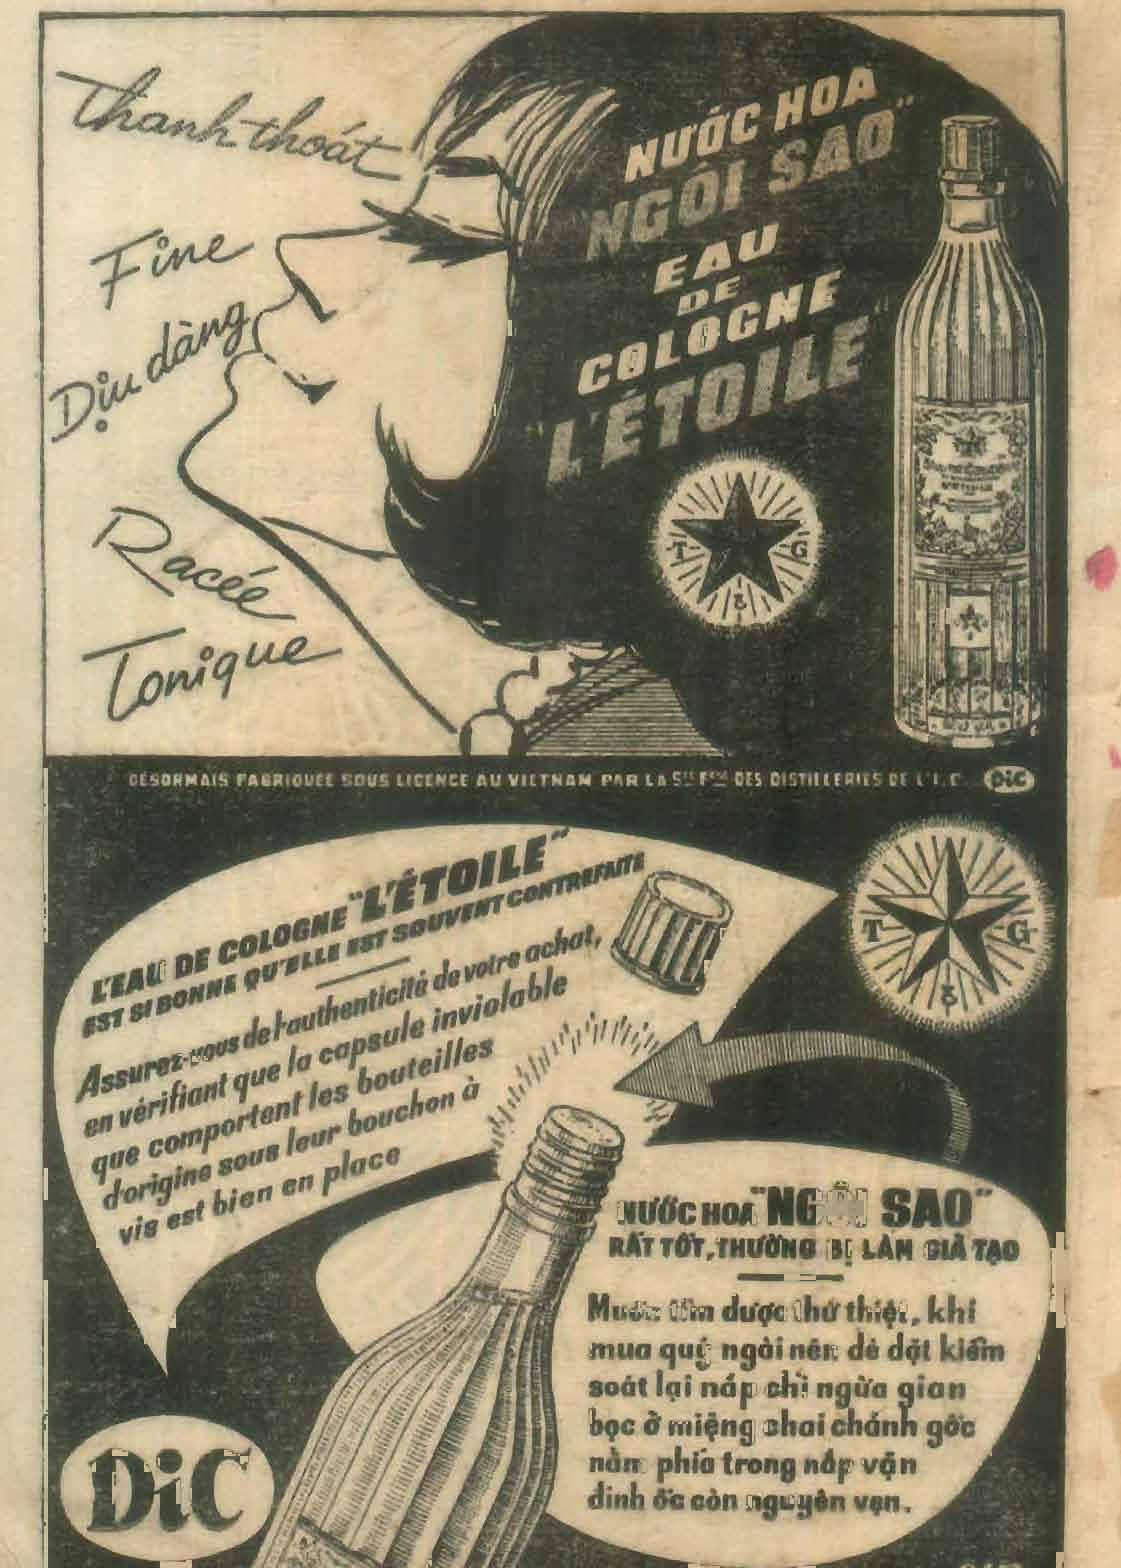 Thanh-thoát
Fine
Dịu dàng
Racée
Tonique
NƯỚC HOA
"NGÔI SAO"
EAU
DE
COLOGNE
"L'ÉTOILE"
T G
&
DÉSORMAIS FABRIQUÉE SOUS LICENCE AU VIETNAM PAR LA Sté Fse DES DISTILLERIES DE L'I.C. DiC
L'EAU DE COLOGNE "L'ÉTOILE"
EST SI BONNE QU'ELLE EST SOUVENT CONTREFAITE
Assurez-vous de l'authenticité de votre achat,
en vérifiant que la capsule inviolable
que comportent les bouteilles
d'origine sous leur bouchon à
vis est bien en place
T G
&
NƯỚC HOA "NGÔI SAO"
RẤT TỐT, THƯỜNG BỊ LÀM GIẢ TẠO
Muốn tìm được thứ thiệt, khi
mua quý ngài nên dè dặt kiểm
soát lại nắp chì ngừa gian
bọc ở miệng chai chánh gốc
nằm phía trong nắp vặn
đinh ốc còn nguyên vẹn.
DiC